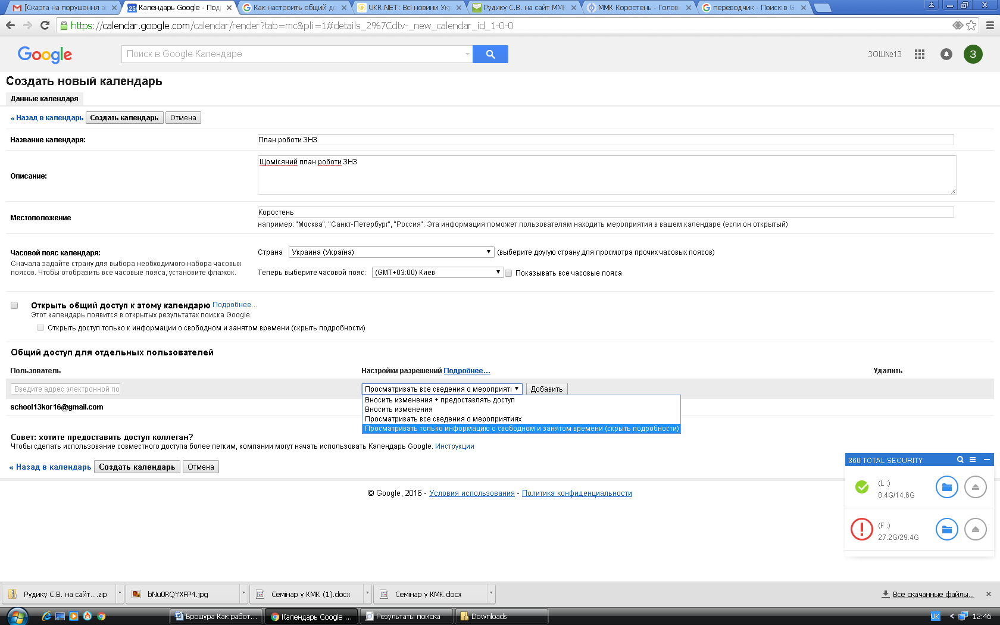 [Скарга на порушення а
Календарь Google - Под
Как настроить общий до
UKR.NET: Всі новини Укр
Рудику С.В. на сайт ММК
ММК Коростень - Головн
переводчик - Поиск в G
https://calendar.google.com/calendar/render?tab=mc&pli=1#details_2%7Cdtv-_new_calendar_id_1-0-0
Google
Поиск в Google Календаре
ЗОШ№13
З
Создать новый календарь
Данные календаря
« Назад в календарь
Создать календарь
Отмена
Название календаря:
План роботи ЗНЗ
Описание:
Щомісяний план роботи ЗНЗ
Местоположение
Коростень
например: "Москва", "Санкт-Петербург", "Россия". Эта информация поможет пользователям находить мероприятия в вашем календаре (если он открытый)
Часовой пояс календаря:
Сначала задайте страну для выбора необходимого набора часовых
поясов. Чтобы отобразить все часовые пояса, установите флажок.
Страна
Украина (Україна)
(выберите другую страну для просмотра прочих часовых поясов)
Теперь выберите часовой пояс:
(GMT+03:00) Киев
Показывать все часовые пояса
Открыть общий доступ к этому календарю Подробнее...
Этот календарь появится в открытых результатах поиска Google.
Открыть доступ только к информации о свободном и занятом времени (скрыть подробности)
Общий доступ для отдельных пользователей
Пользователь
Настройки разрешений Подробнее...
Удалить
Введите адрес электронной по
Просматривать все сведения о мероприяти
Добавить
Вносить изменения + предоставлять доступ
Вносить изменения
Просматривать все сведения о мероприятиях
Просматривать только информацию о свободном и занятом времени (скрыть подробности)
school13kor16@gmail.com
Совет: хотите предоставить доступ коллегам?
Чтобы сделать использование совместного доступа более легким, компании могут начать использовать Календарь Google. Инструкции
« Назад в календарь
Создать календарь
Отмена
© Google, 2016 - Условия использования - Политика конфиденциальности
360 TOTAL SECURITY
(L :)
8.4G/14.6G
(F :)
27.2G/29.4G
Рудику С.В. на сайт....zip
bNu0RQYXFP4.jpg
Семінар у КМК (1).docx
Семінар у КМК.docx
Все скачанные файлы...
Брошура Как работ...
Календарь Google ...
Результаты поиска
Downloads
UK
12:46